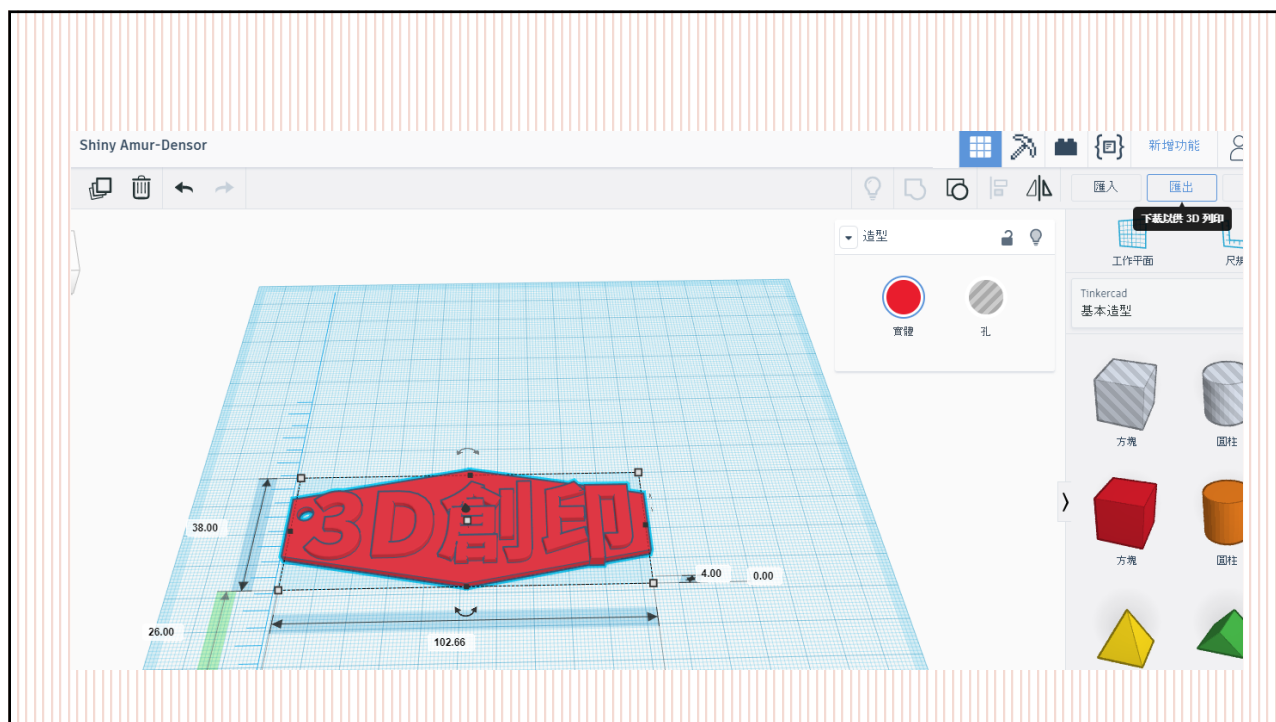 Shiny Amur-Densor
新增功能
匯入
匯出
下載以供 3D 列印
造型
工作平面
尺規
Tinkercad
基本造型
實體
孔
方塊
圓柱
3D創印
方塊
圓柱
38.00
4.00
0.00
26.00
102.66